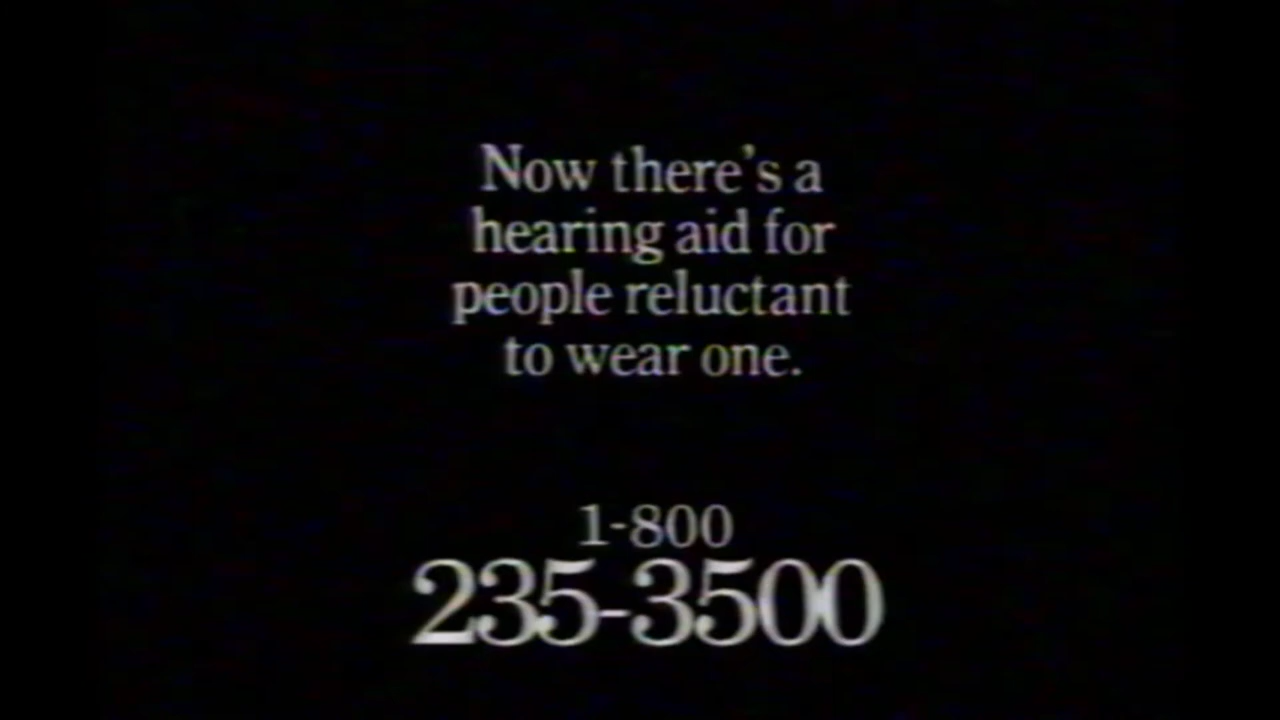 Now there's a
hearing aid for
people reluctant
to wear one.
1-800
235-3500